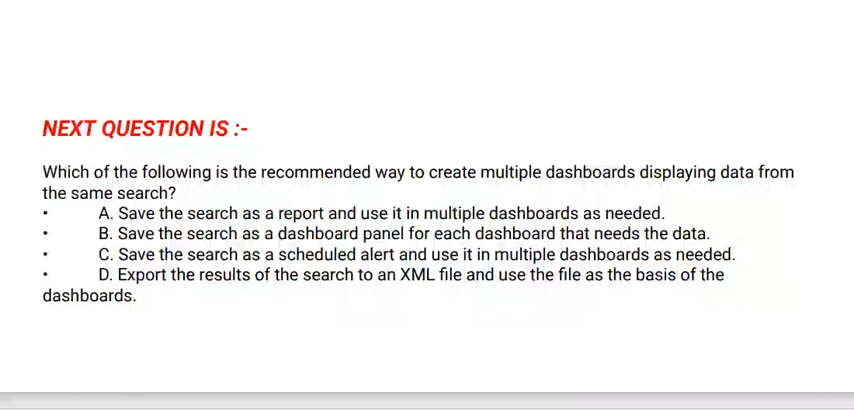 NEXT QUESTION IS :-
Which of the following is the recommended way to create multiple dashboards displaying data from
the same search?
• A. Save the search as a report and use it in multiple dashboards as needed.
• B. Save the search as a dashboard panel for each dashboard that needs the data.
• C. Save the search as a scheduled alert and use it in multiple dashboards as needed.
• D. Export the results of the search to an XML file and use the file as the basis of the
dashboards.